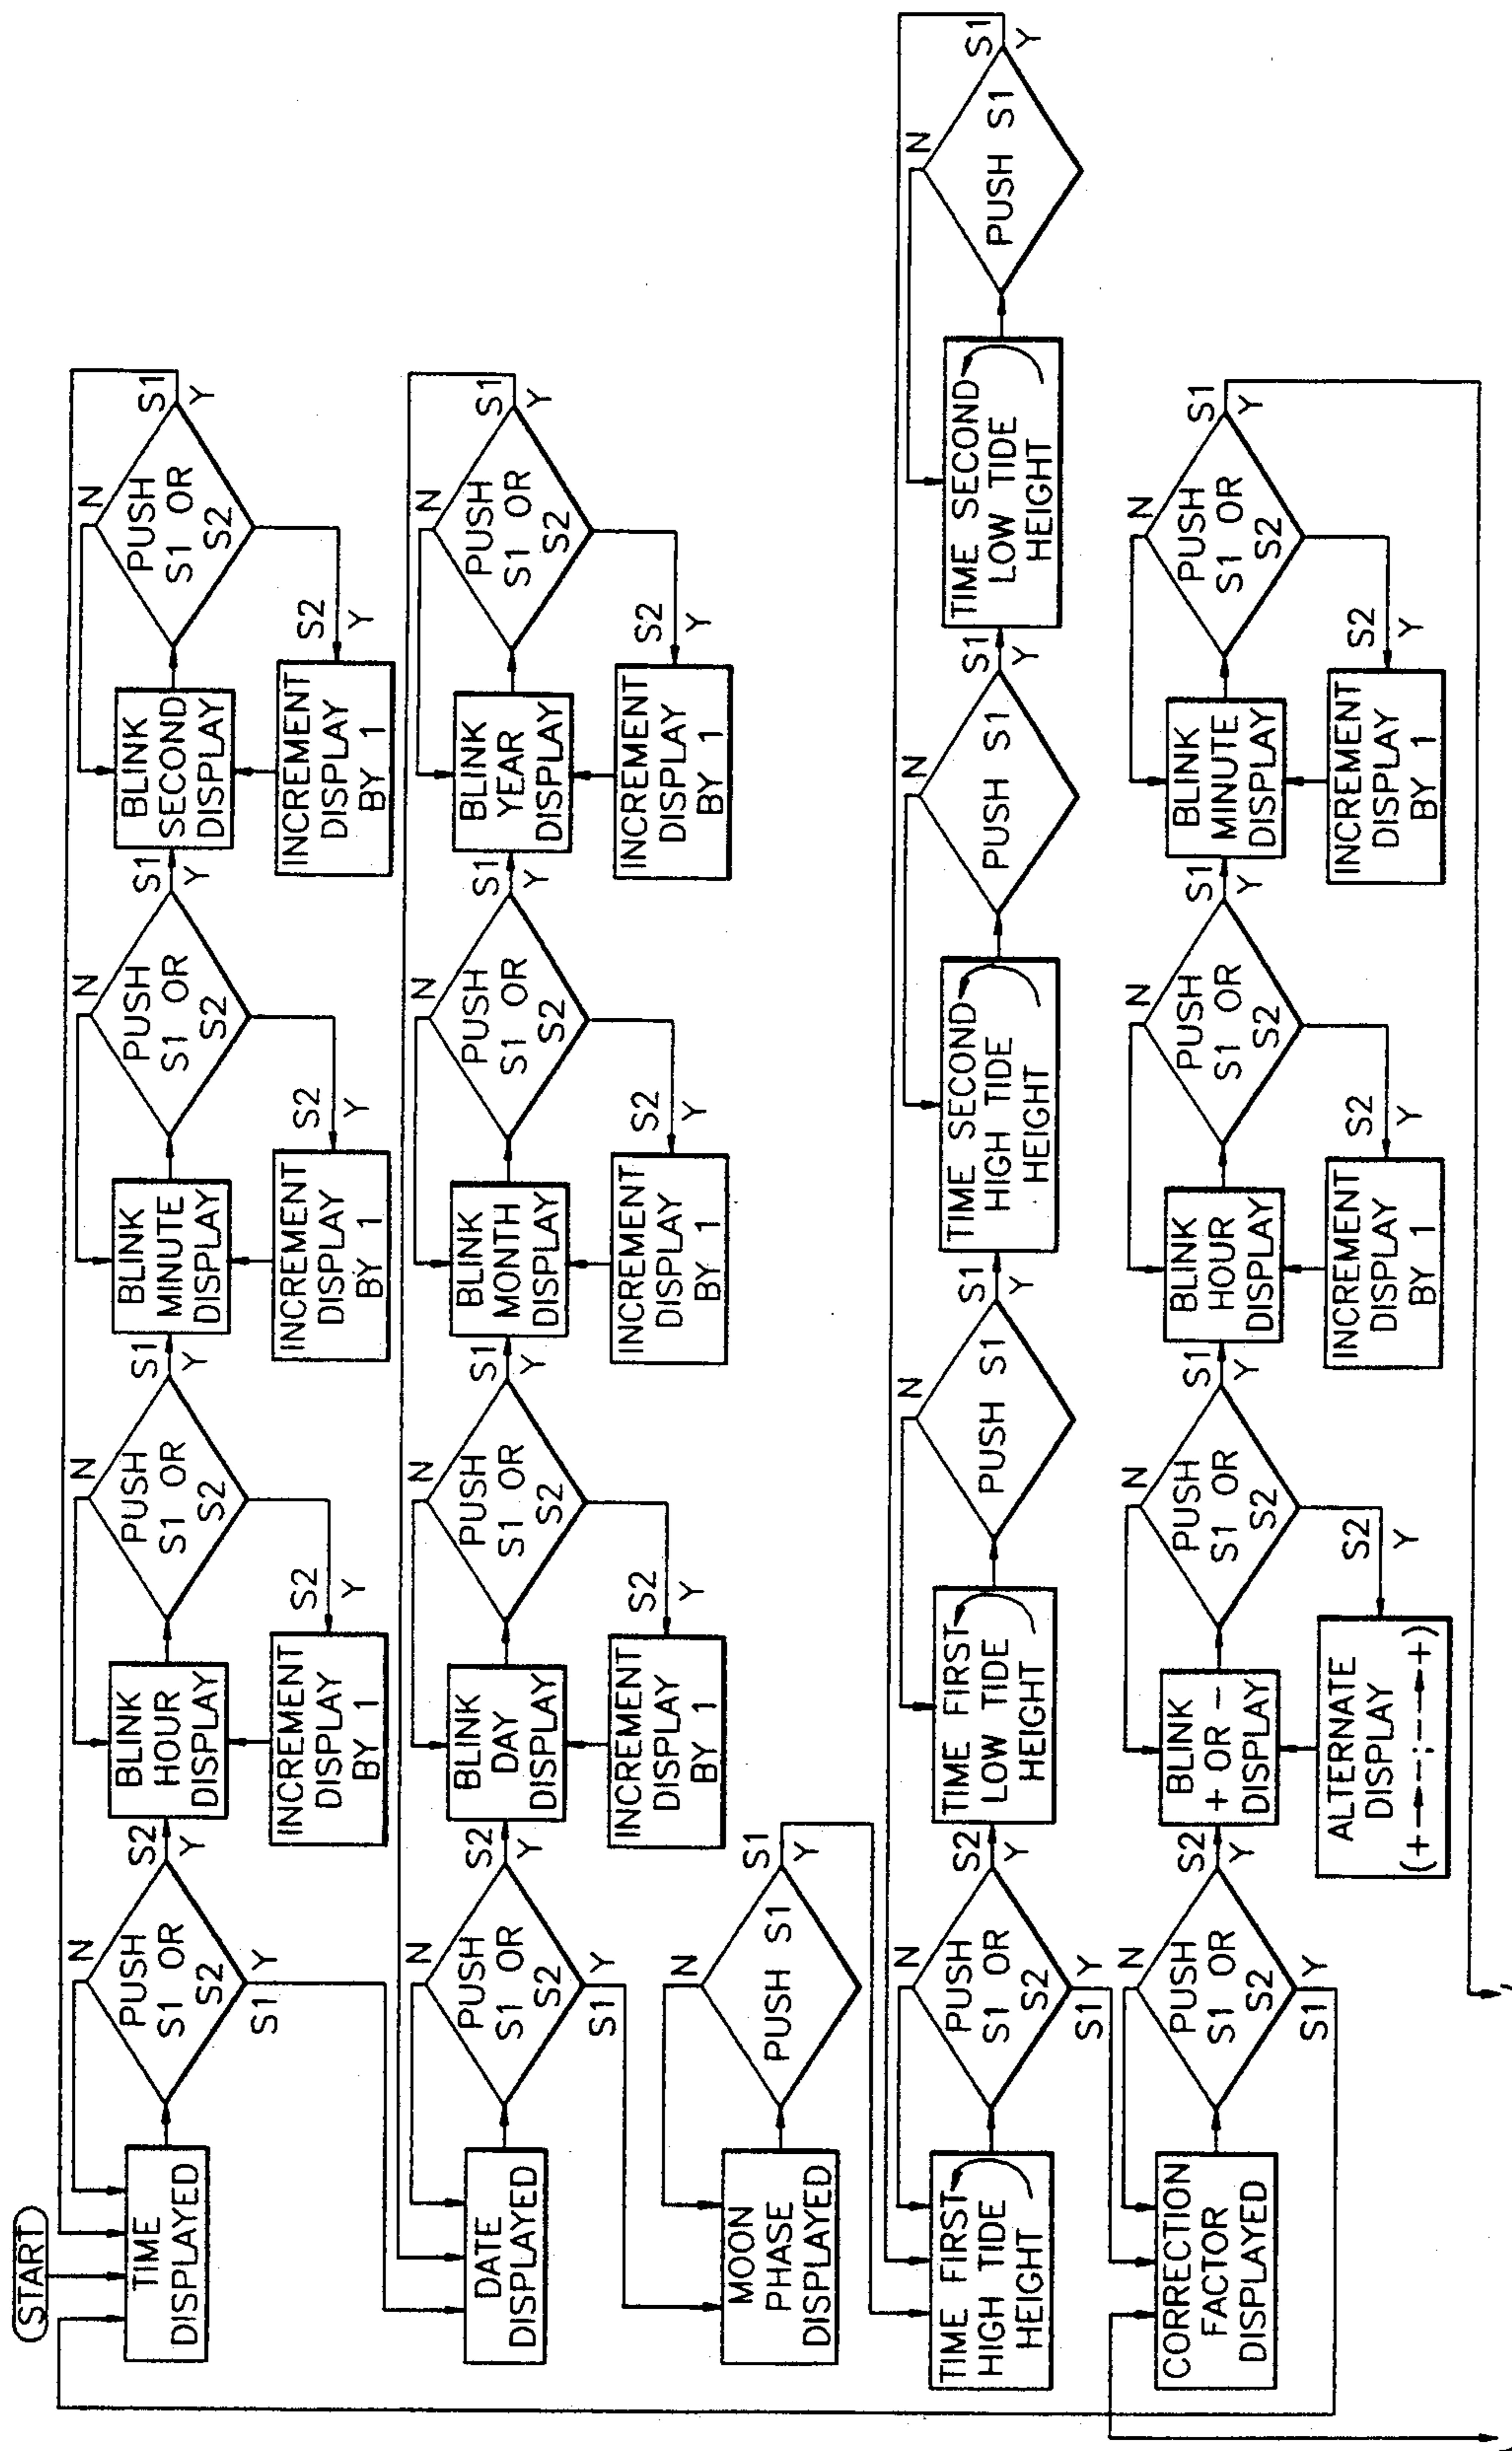 START
TIME
DISPLAYED
N
PUSH
S1 OR
S2
S1 Y
S2
Y
BLINK
HOUR
DISPLAY
N
PUSH
S1 OR
S2
S2
Y
INCREMENT
DISPLAY
BY 1
S1
Y
BLINK
MINUTE
DISPLAY
N
PUSH
S1 OR
S2
S2
Y
INCREMENT
DISPLAY
BY 1
S1
Y
BLINK
SECOND
DISPLAY
N
PUSH
S1 OR
S2
S1
Y
S2
Y
INCREMENT
DISPLAY
BY 1
DATE
DISPLAYED
N
PUSH
S1 OR
S2
S1 Y
S2
Y
BLINK
DAY
DISPLAY
N
PUSH
S1 OR
S2
S2
Y
INCREMENT
DISPLAY
BY 1
S1
Y
BLINK
MONTH
DISPLAY
N
PUSH
S1 OR
S2
S2
Y
INCREMENT
DISPLAY
BY 1
S1
Y
BLINK
YEAR
DISPLAY
N
PUSH
S1 OR
S2
S1
Y
S2
Y
INCREMENT
DISPLAY
BY 1
MOON
PHASE
DISPLAYED
N
PUSH S1
S1
Y
TIME FIRST
HIGH TIDE
HEIGHT
N
PUSH
S1 OR
S2
S1 Y
S2
Y
TIME FIRST
LOW TIDE
HEIGHT
N
PUSH S1
S1
Y
TIME SECOND
HIGH TIDE
HEIGHT
N
PUSH S1
S1
Y
TIME SECOND
LOW TIDE
HEIGHT
N
PUSH S1
S1
Y
CORRECTION
FACTOR
DISPLAYED
N
PUSH
S1 OR
S2
S1 Y
S2
Y
BLINK
+ OR -
DISPLAY
N
PUSH
S1 OR
S2
S2
Y
ALTERNATE
DISPLAY
(+→-;-→+)
S1
Y
BLINK
HOUR
DISPLAY
N
PUSH
S1 OR
S2
S2
Y
INCREMENT
DISPLAY
BY 1
S1
Y
BLINK
MINUTE
DISPLAY
N
PUSH
S1 OR
S2
S1
Y
S2
Y
INCREMENT
DISPLAY
BY 1